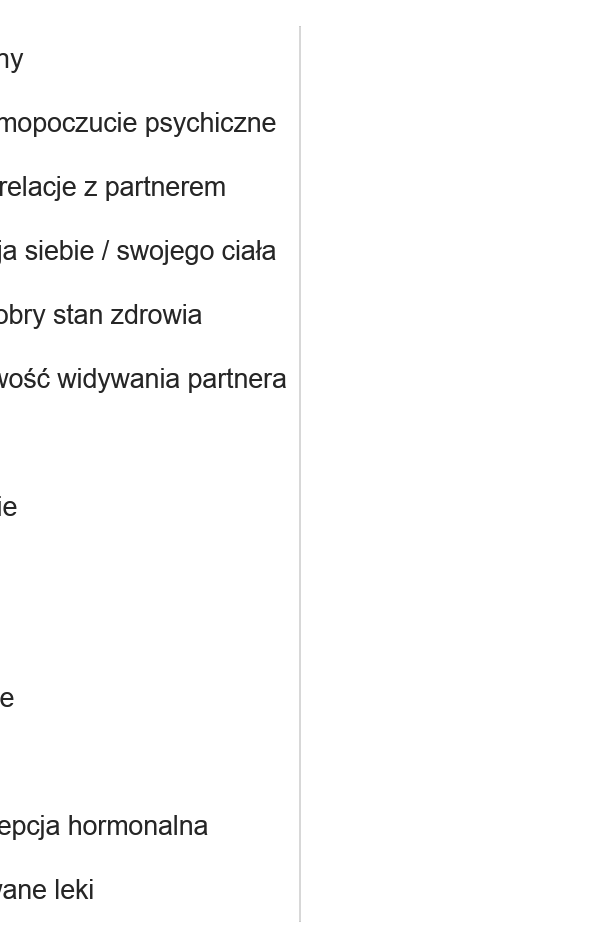 ny
mopoczucie psychiczne
relacje z partnerem
ja siebie / swojego ciała
obry stan zdrowia
wość widywania partnera
ie
e
epcja hormonalna
wane leki